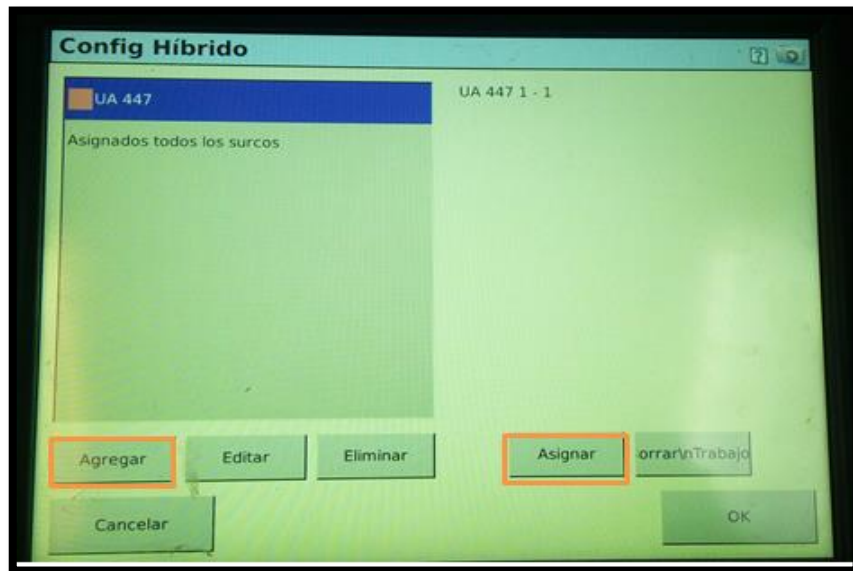 Config Híbrido
UA 447
UA 447 1 - 1
Asignados todos los surcos
Agregar
Editar
Eliminar
Asignar
orrar\nTrabajo
Cancelar
OK